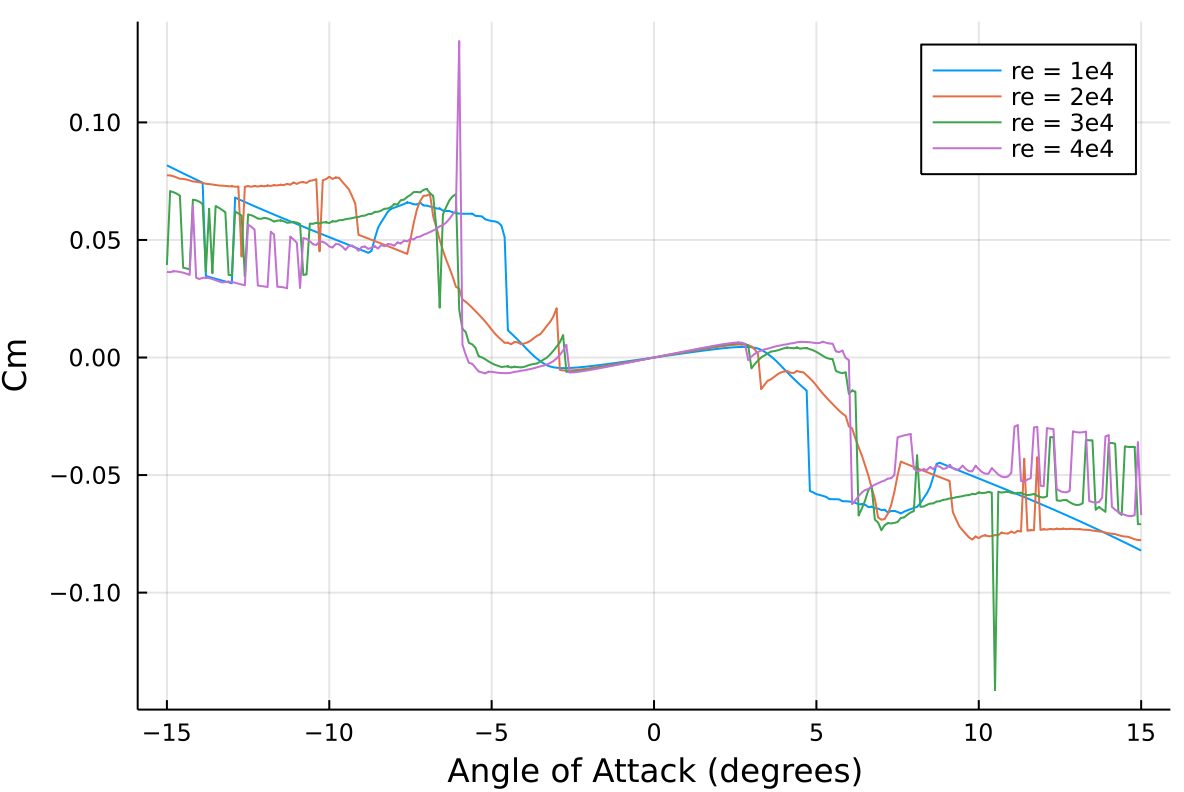 re = 1e4
re = 2e4
re = 3e4
re = 4e4
0.10
0.05
0.00
−0.05
−0.10
Cm
−15 −10 −5 0 5 10 15
Angle of Attack (degrees)